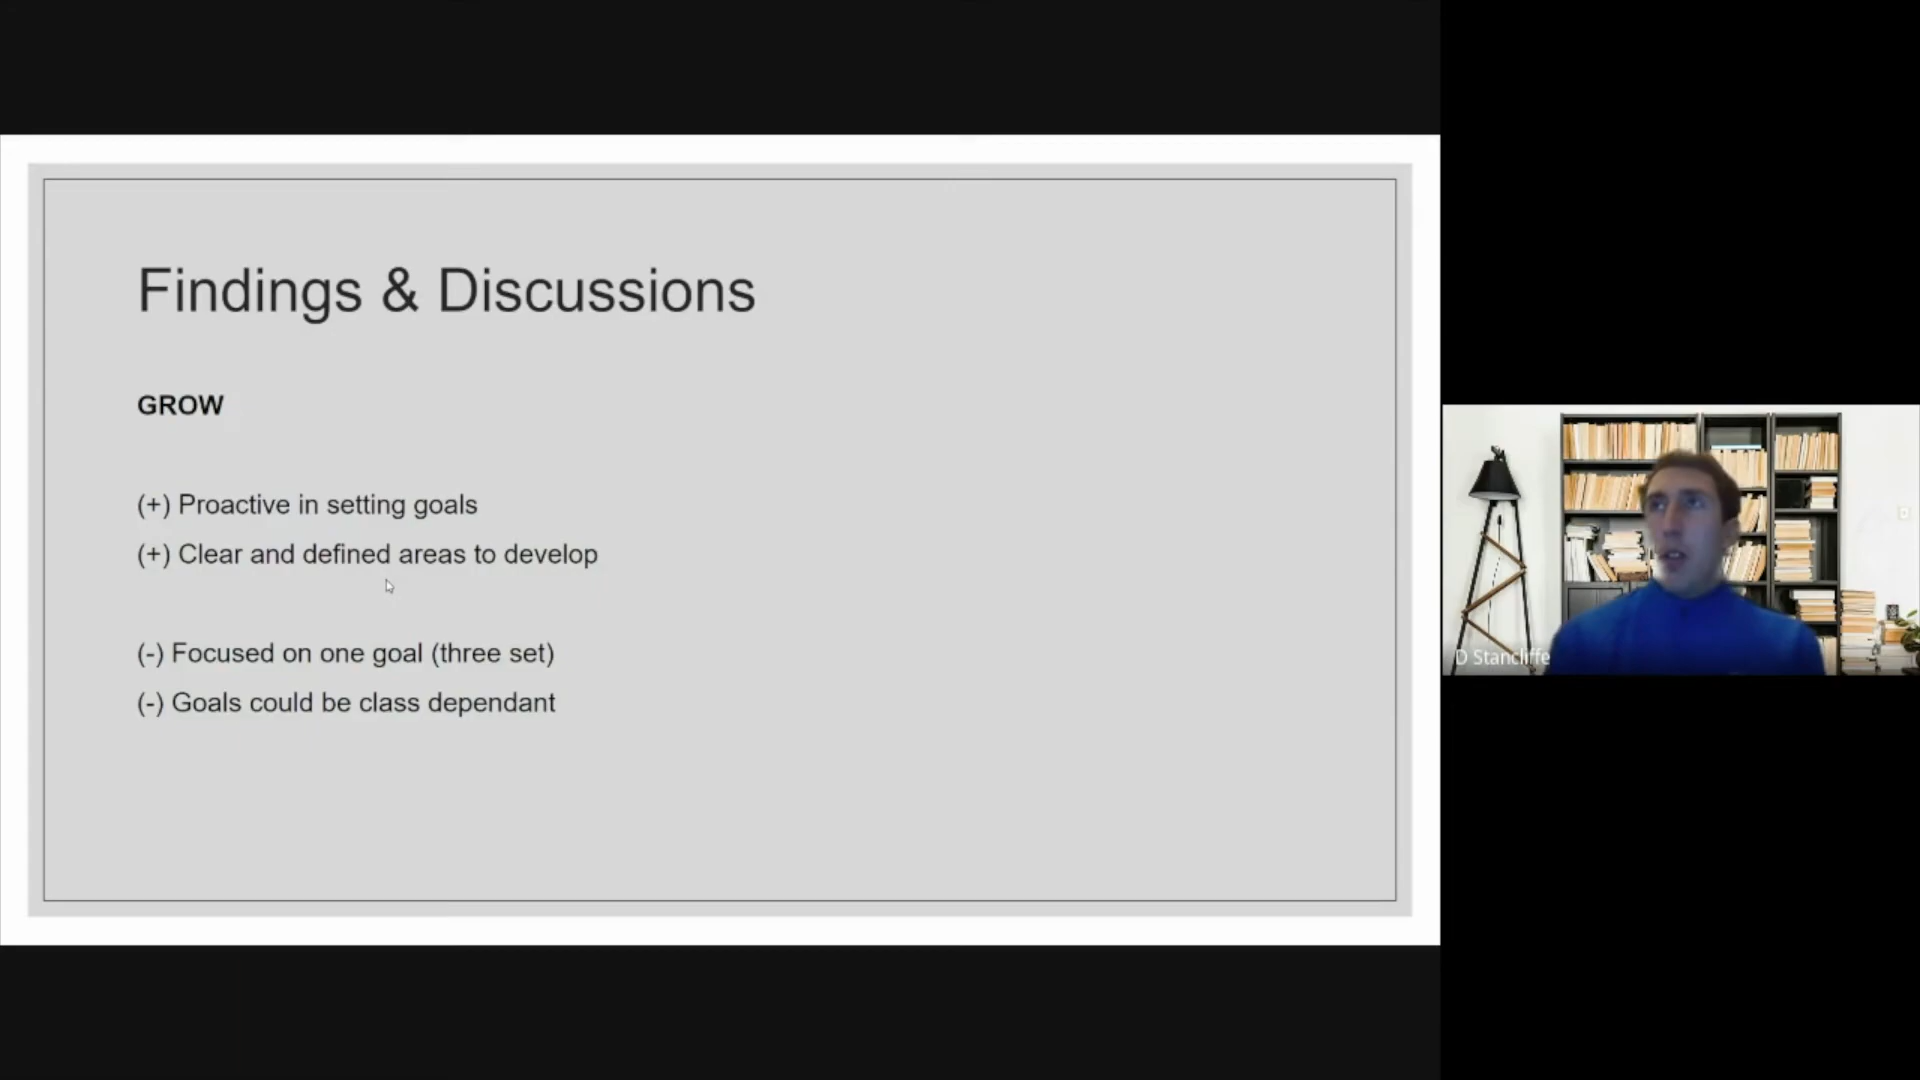 Findings & Discussions
GROW
(+) Proactive in setting goals
(+) Clear and defined areas to develop
(-) Focused on one goal (three set)
(-) Goals could be class dependant
D Stancliffe